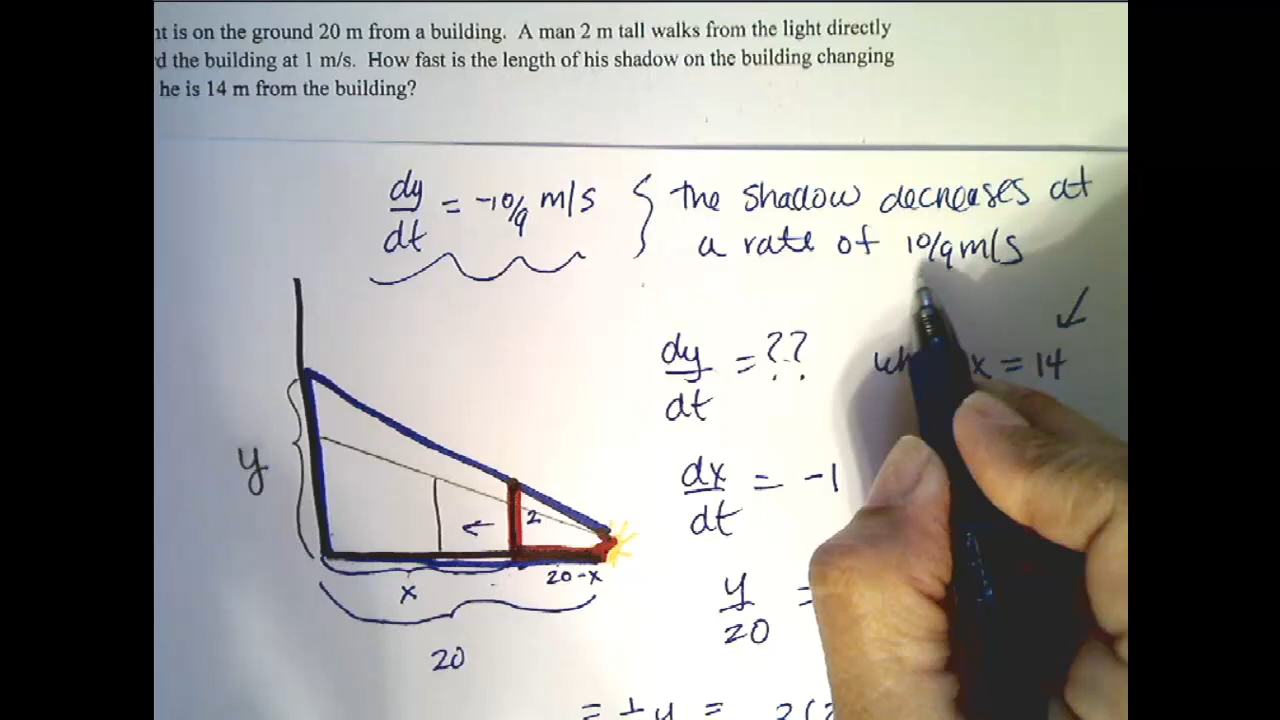 t is on the ground 20 m from a building. A man 2 m tall walks from the light directly
d the building at 1 m/s. How fast is the length of his shadow on the building changing
he is 14 m from the building?
dy/dt = -10/9 m/s { the shadow decreases at
a rate of 10/9 m/s
dy/dt = ?? x = 14
dx/dt = -1
y
2
20-x
x
y/20 =
20